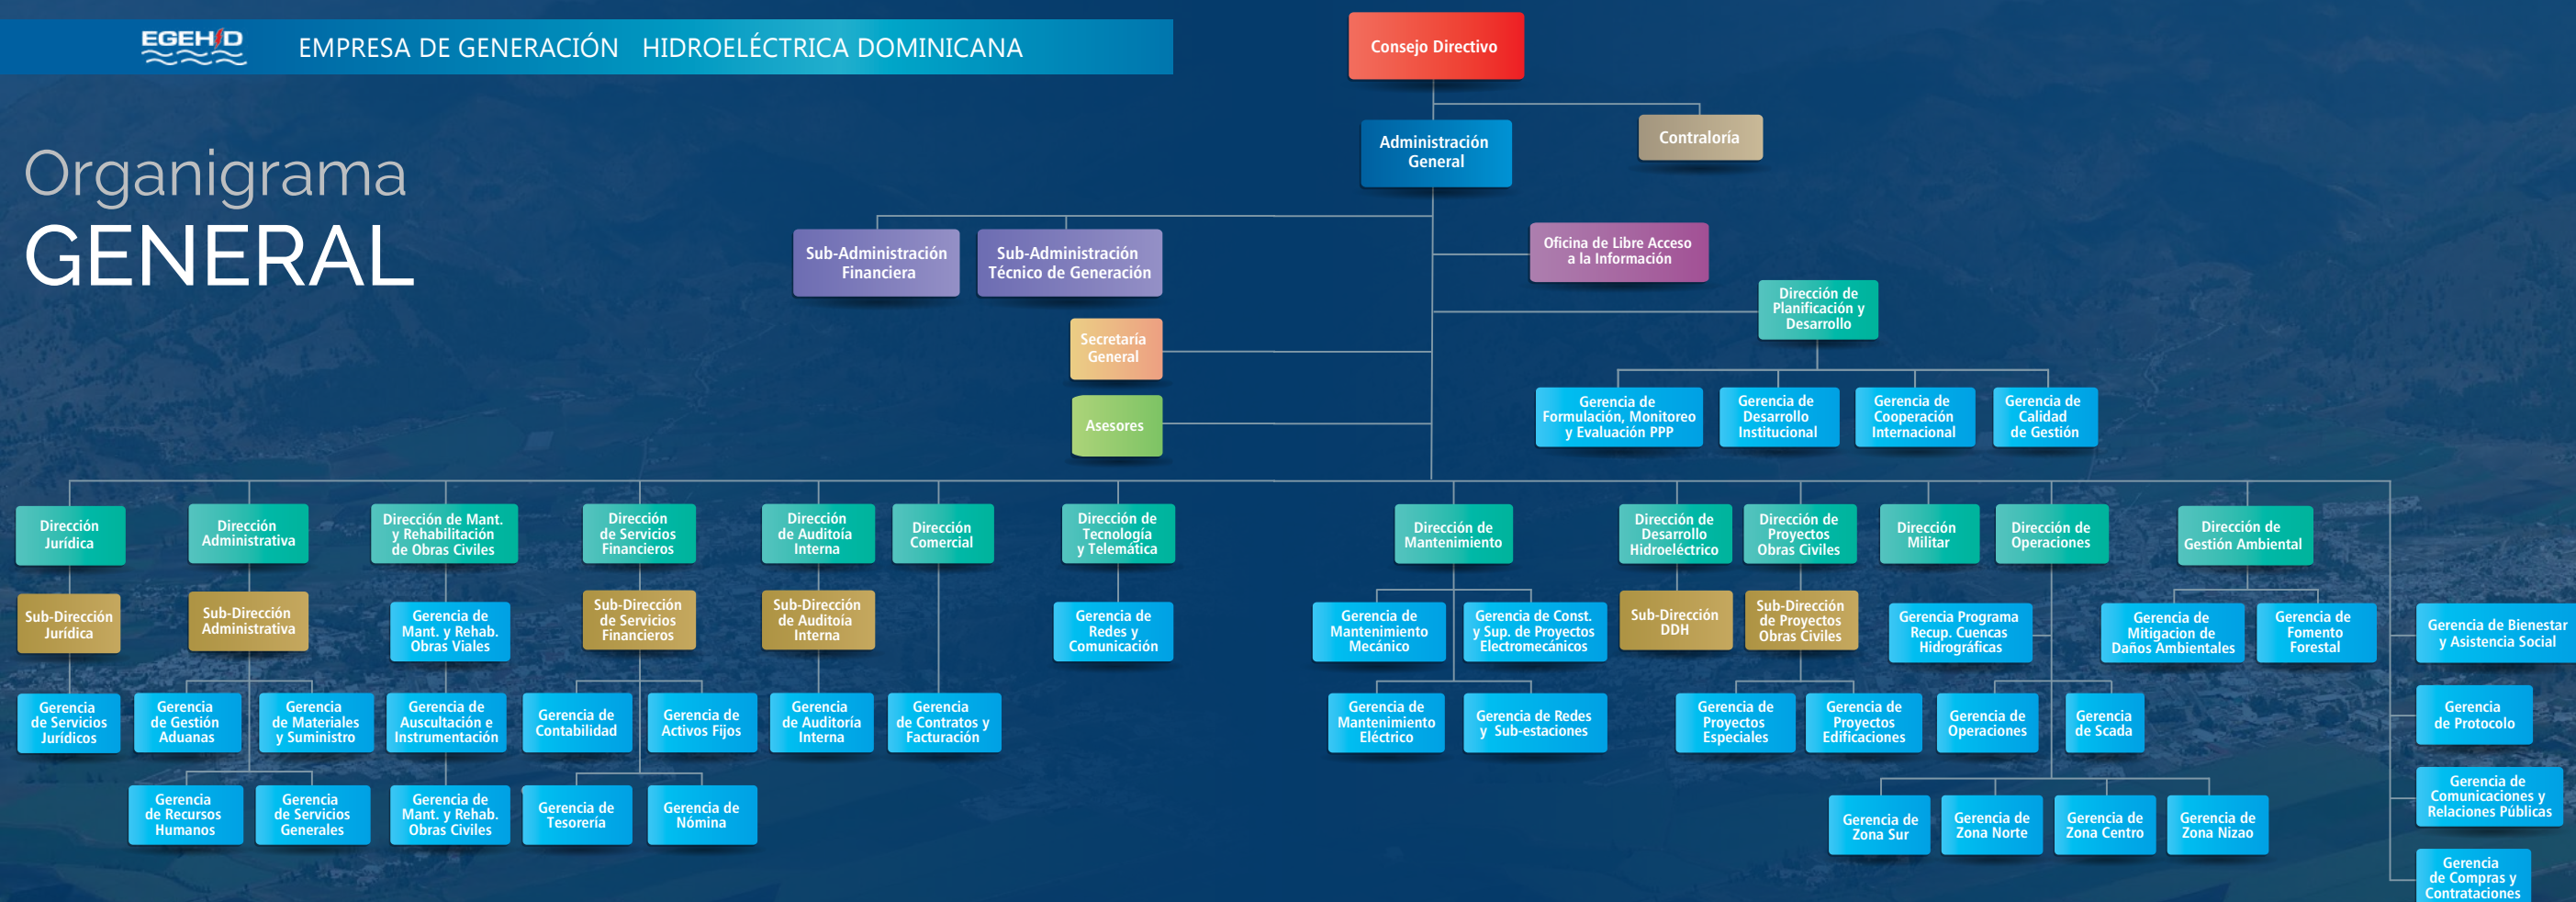 EGEHID
EMPRESA DE GENERACIÓN HIDROELÉCTRICA DOMINICANA
Organigrama
GENERAL
Consejo Directivo
Administración
General
Contraloría
Sub-Administración
Financiera
Sub-Administración
Técnico de Generación
Oficina de Libre Acceso
a la Información
Dirección de
Planificación y
Desarrollo
Secretaría
General
Asesores
Gerencia de
Formulación, Monitoreo
y Evaluación PPP
Gerencia de
Desarrollo
Institucional
Gerencia de
Cooperación
Internacional
Gerencia de
Calidad
de Gestión
Dirección
Jurídica
Dirección
Administrativa
Dirección de Mant.
y Rehabilitación
de Obras Civiles
Dirección
de Servicios
Financieros
Dirección
de Auditoía
Interna
Dirección
Comercial
Dirección de
Tecnología
y Telemática
Dirección de
Mantenimiento
Dirección de
Desarrollo
Hidroeléctrico
Dirección de
Proyectos
Obras Civiles
Dirección
Militar
Dirección de
Operaciones
Dirección de
Gestión Ambiental
Sub-Dirección
Jurídica
Sub-Dirección
Administrativa
Gerencia de
Mant. y Rehab.
Obras Viales
Sub-Dirección
de Servicios
Financieros
Sub-Dirección
de Auditoía
Interna
Gerencia de
Redes y
Comunicación
Gerencia de
Mantenimiento
Mecánico
Gerencia de Const.
y Sup. de Proyectos
Electromecánicos
Sub-Dirección
DDH
Sub-Dirección
de Proyectos
Obras Civiles
Gerencia Programa
Recup. Cuencas
Hidrográficas
Gerencia de
Mitigacion de
Daños Ambientales
Gerencia de
Fomento
Forestal
Gerencia de Bienestar
y Asistencia Social
Gerencia
de Servicios
Jurídicos
Gerencia
de Gestión
Aduanas
Gerencia
de Materiales
y Suministro
Gerencia de
Auscultación e
Instrumentación
Gerencia de
Contabilidad
Gerencia de
Activos Fijos
Gerencia
de Auditoría
Interna
Gerencia
de Contratos y
Facturación
Gerencia de
Mantenimiento
Eléctrico
Gerencia de Redes
y Sub-estaciones
Gerencia de
Proyectos
Especiales
Gerencia de
Proyectos
Edificaciones
Gerencia de
Operaciones
Gerencia
de Scada
Gerencia
de Protocolo
Gerencia
de Recursos
Humanos
Gerencia
de Servicios
Generales
Gerencia de
Mant. y Rehab.
Obras Civiles
Gerencia de
Tesorería
Gerencia de
Nómina
Gerencia de
Zona Sur
Gerencia de
Zona Norte
Gerencia de
Zona Centro
Gerencia de
Zona Nizao
Gerencia de
Comunicaciones y
Relaciones Públicas
Gerencia
de Compras y
Contrataciones